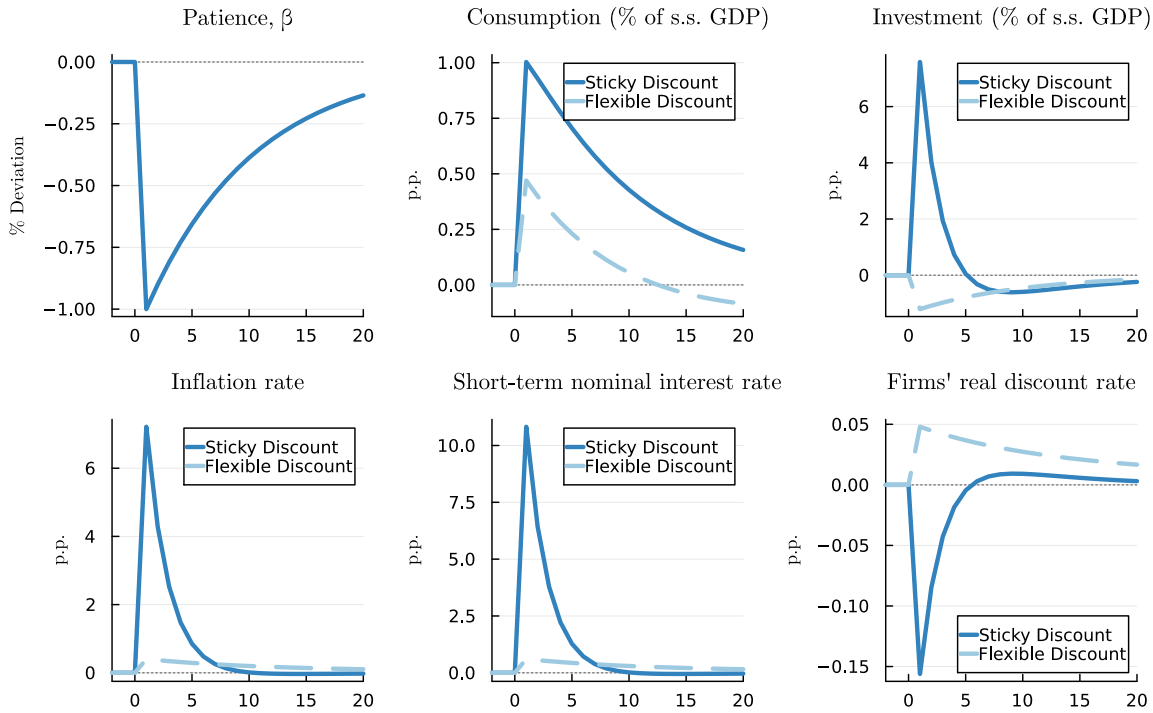 Patience, β
% Deviation
0.00
−0.25
−0.50
−0.75
−1.00
0 5 10 15 20
Consumption (% of s.s. GDP)
p.p.
1.00
0.75
0.50
0.25
0.00
Sticky Discount
Flexible Discount
0 5 10 15 20
Investment (% of s.s. GDP)
p.p.
6
4
2
0
Sticky Discount
Flexible Discount
0 5 10 15 20
Inflation rate
p.p.
6
4
2
0
Sticky Discount
Flexible Discount
0 5 10 15 20
Short-term nominal interest rate
p.p.
10.0
7.5
5.0
2.5
0.0
Sticky Discount
Flexible Discount
0 5 10 15 20
Firms' real discount rate
p.p.
0.05
0.00
−0.05
−0.10
−0.15
Sticky Discount
Flexible Discount
0 5 10 15 20